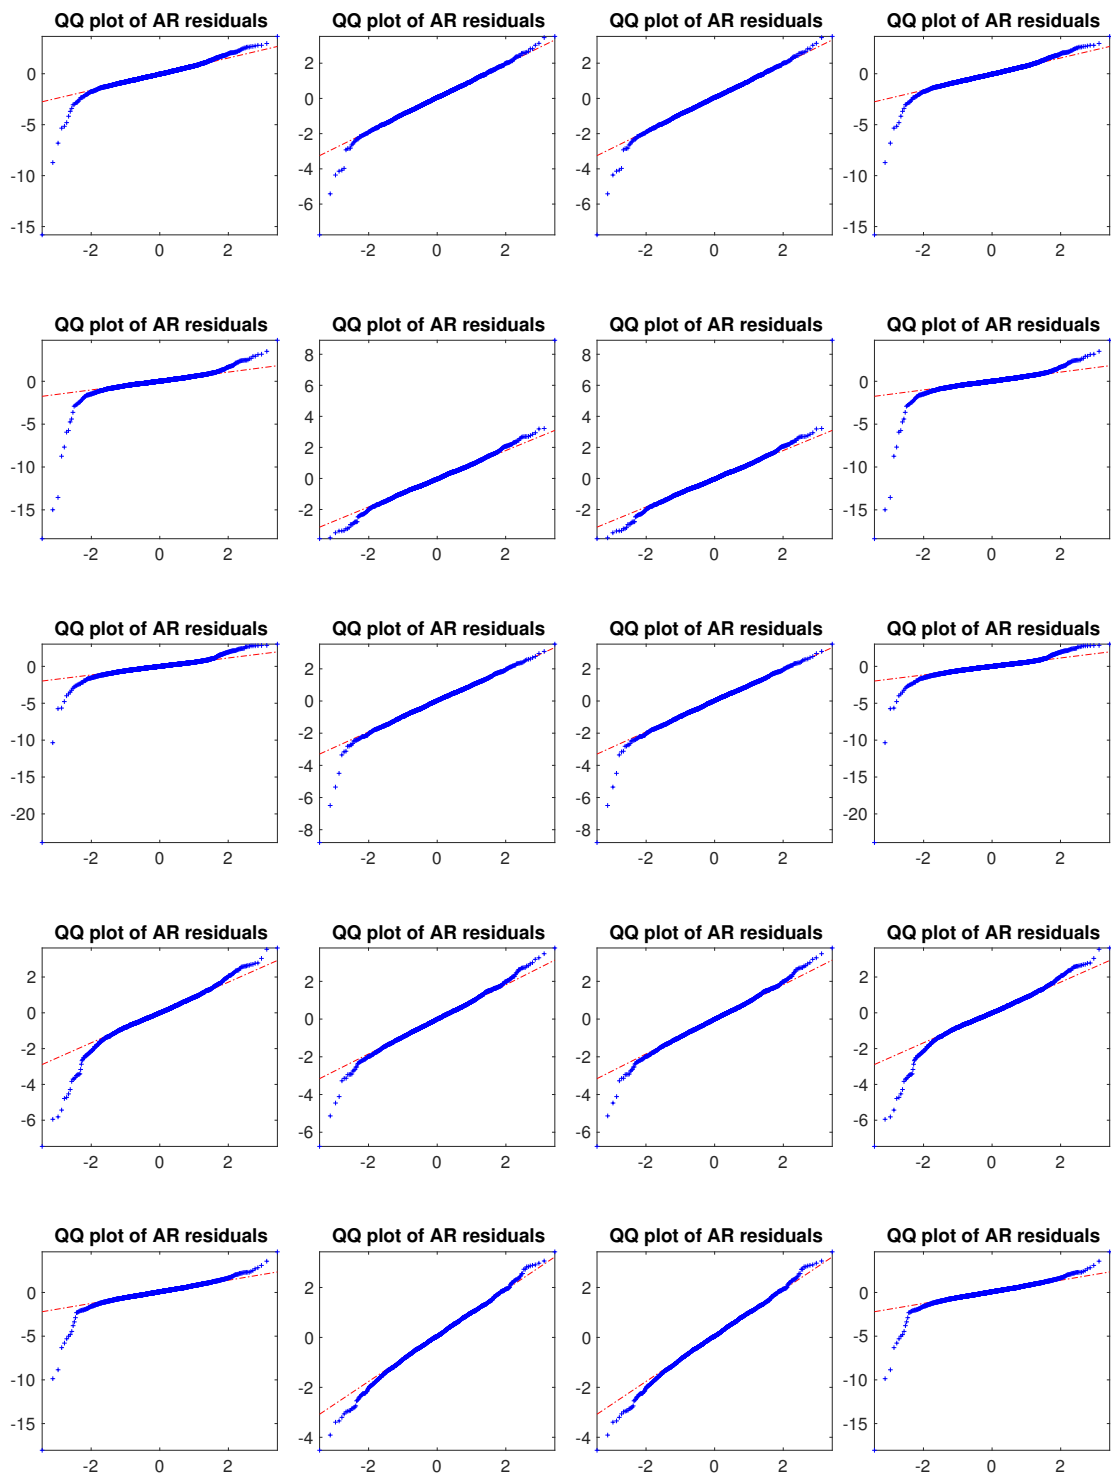 QQ plot of AR residuals QQ plot of AR residuals QQ plot of AR residuals QQ plot of AR residuals
0 2 2 0
-5 0 0 -5
-10 -2 -2 -10
-15 -4 -4 -15
-6 -6
-2 0 2 -2 0 2 -2 0 2 -2 0 2
QQ plot of AR residuals QQ plot of AR residuals QQ plot of AR residuals QQ plot of AR residuals
0 8 8 0
-5 6 6 -5
-10 4 4 -10
-15 2 2 -15
0 0
-2 -2
-2 0 2 -2 0 2 -2 0 2 -2 0 2
QQ plot of AR residuals QQ plot of AR residuals QQ plot of AR residuals QQ plot of AR residuals
0 2 2 0
-5 0 0 -5
-10 -2 -2 -10
-15 -4 -4 -15
-20 -6 -6 -20
-8 -8
-2 0 2 -2 0 2 -2 0 2 -2 0 2
QQ plot of AR residuals QQ plot of AR residuals QQ plot of AR residuals QQ plot of AR residuals
2 2 2 2
0 0 0 0
-2 -2 -2 -2
-4 -4 -4 -4
-6 -6 -6 -6
-2 0 2 -2 0 2 -2 0 2 -2 0 2
QQ plot of AR residuals QQ plot of AR residuals QQ plot of AR residuals QQ plot of AR residuals
0 2 2 0
-5 0 0 -5
-10 -2 -2 -10
-15 -4 -4 -15
-2 0 2 -2 0 2 -2 0 2 -2 0 2